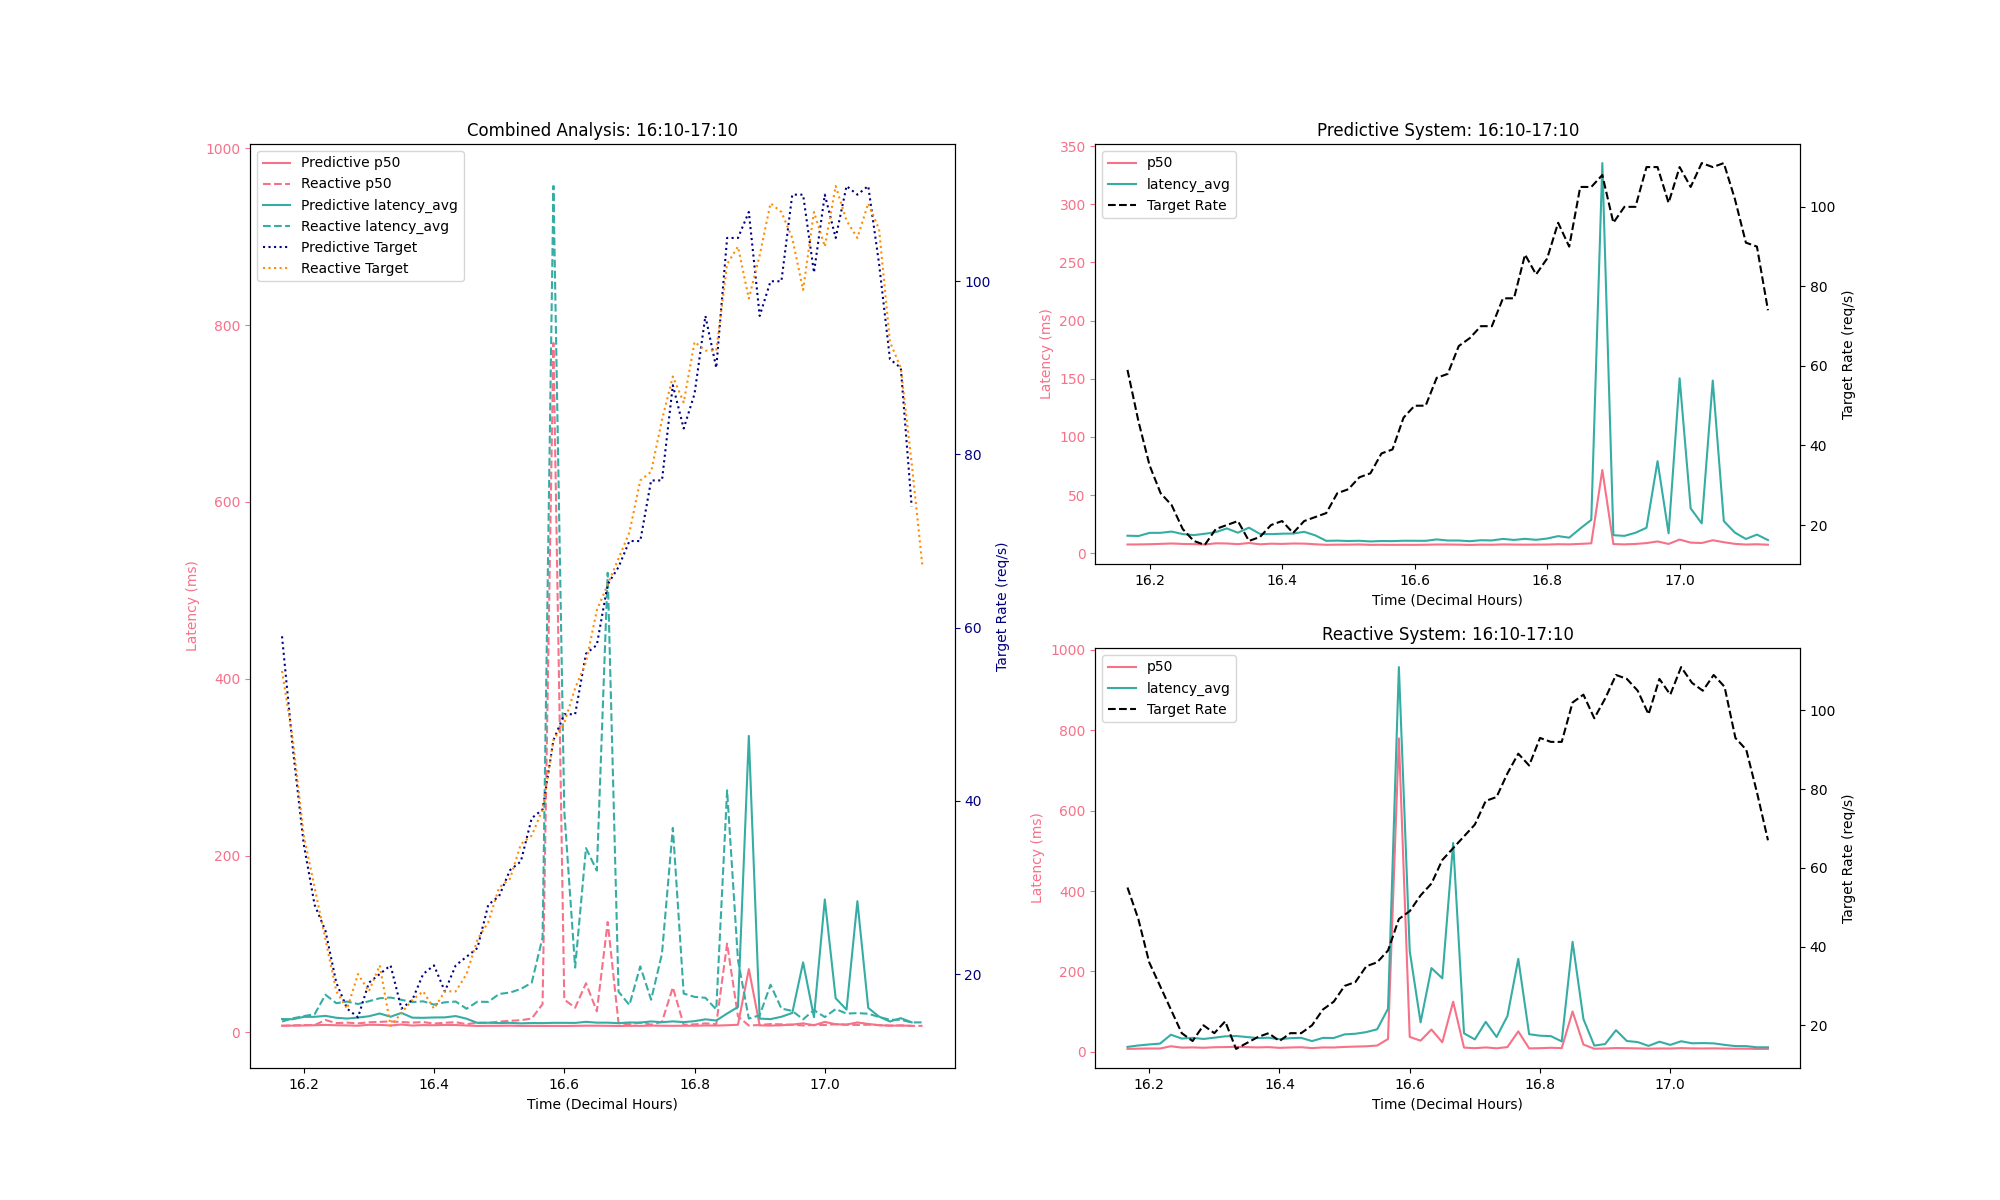 Combined Analysis: 16:10-17:10
Predictive p50
Reactive p50
Predictive latency_avg
Reactive latency_avg
Predictive Target
Reactive Target
1000
800
600
400
200
0
Latency (ms)
100
80
60
40
20
Target Rate (req/s)
16.2 16.4 16.6 16.8 17.0
Time (Decimal Hours)
Predictive System: 16:10-17:10
p50
latency_avg
Target Rate
350
300
250
200
150
100
50
0
Latency (ms)
100
80
60
40
20
Target Rate (req/s)
16.2 16.4 16.6 16.8 17.0
Time (Decimal Hours)
Reactive System: 16:10-17:10
p50
latency_avg
Target Rate
1000
800
600
400
200
0
Latency (ms)
100
80
60
40
20
Target Rate (req/s)
16.2 16.4 16.6 16.8 17.0
Time (Decimal Hours)